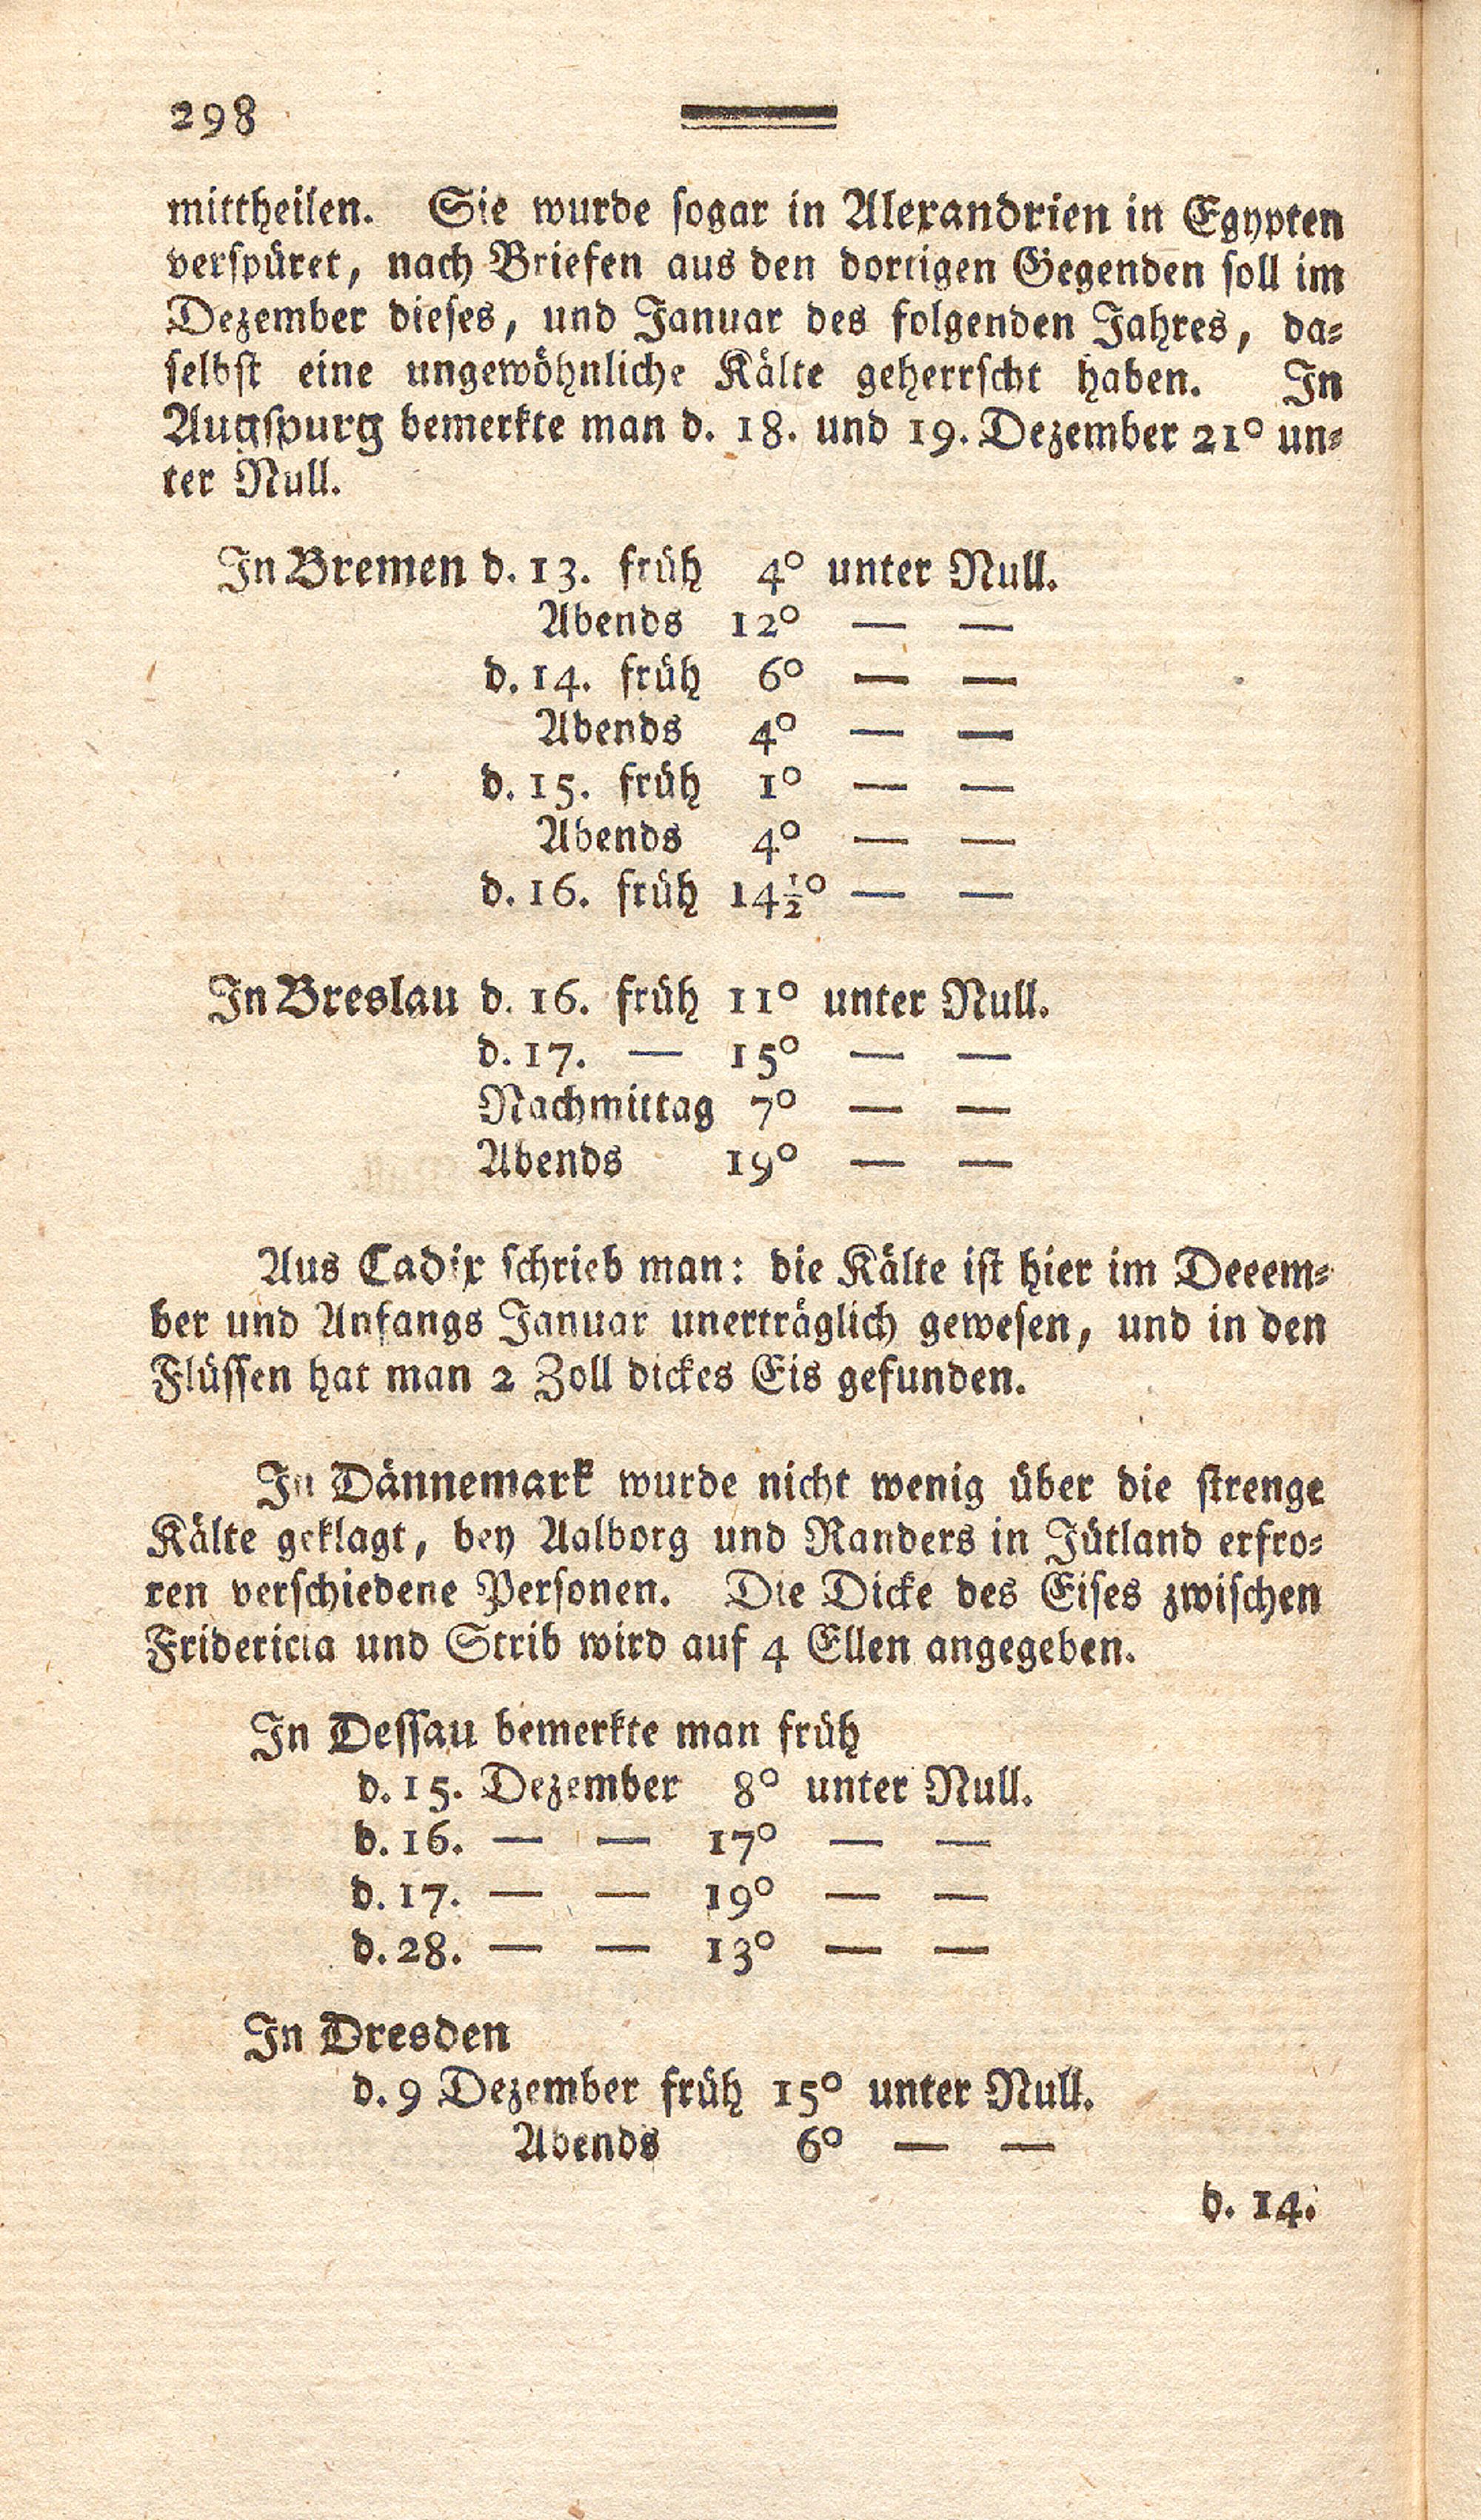 298
mittheilen. Sie wurde sogar in Alexandrien in Egypten
verspüret, nach Briefen aus den dortigen Gegenden soll im
Dezember dieses, und Januar des folgenden Jahres, da-
selbst eine ungewöhnliche Kälte geherrscht haben. In
Augspurg bemerkte man d. 18. und 19. Dezember 21° un-
ter Null.
In Bremen d. 13. früh 4° unter Null.
Abends 12° — —
d. 14. früh 6° — —
Abends 4° — —
d. 15. früh 1° — —
Abends 4° — —
d. 16. früh 14½° — —
In Breslau d. 16. früh 11° unter Null.
d. 17. — 15° — —
Nachmittag 7° — —
Abends 19° — —
Aus Cadix schrieb man: die Kälte ist hier im Deeem-
ber und Anfangs Januar unerträglich gewesen, und in den
Flüssen hat man 2 Zoll dickes Eis gefunden.
In Dännemark wurde nicht wenig über die strenge
Kälte geklagt, bey Aalborg und Randers in Jütland erfro-
ren verschiedene Personen. Die Dicke des Eises zwischen
Fridericia und Strib wird auf 4 Ellen angegeben.
In Dessau bemerkte man früh
d. 15. Dezember 8° unter Null.
d. 16. — — 17° — —
d. 17. — — 19° — —
d. 28. — — 13° — —
In Dresden
d. 9 Dezember früh 15° unter Null.
Abends 6° — —
d. 14.